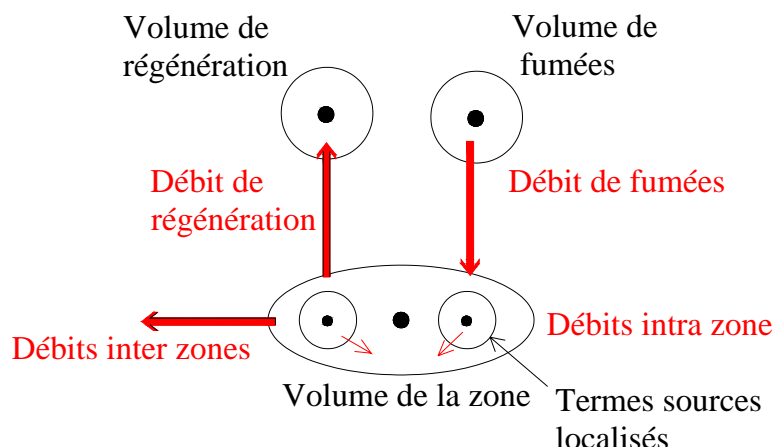 Volume de
régénération
Volume de
fumées
Débit de
régénération
Débit de fumées
Débits inter zones
Débits intra zone
Volume de la zone
Termes sources
localisés